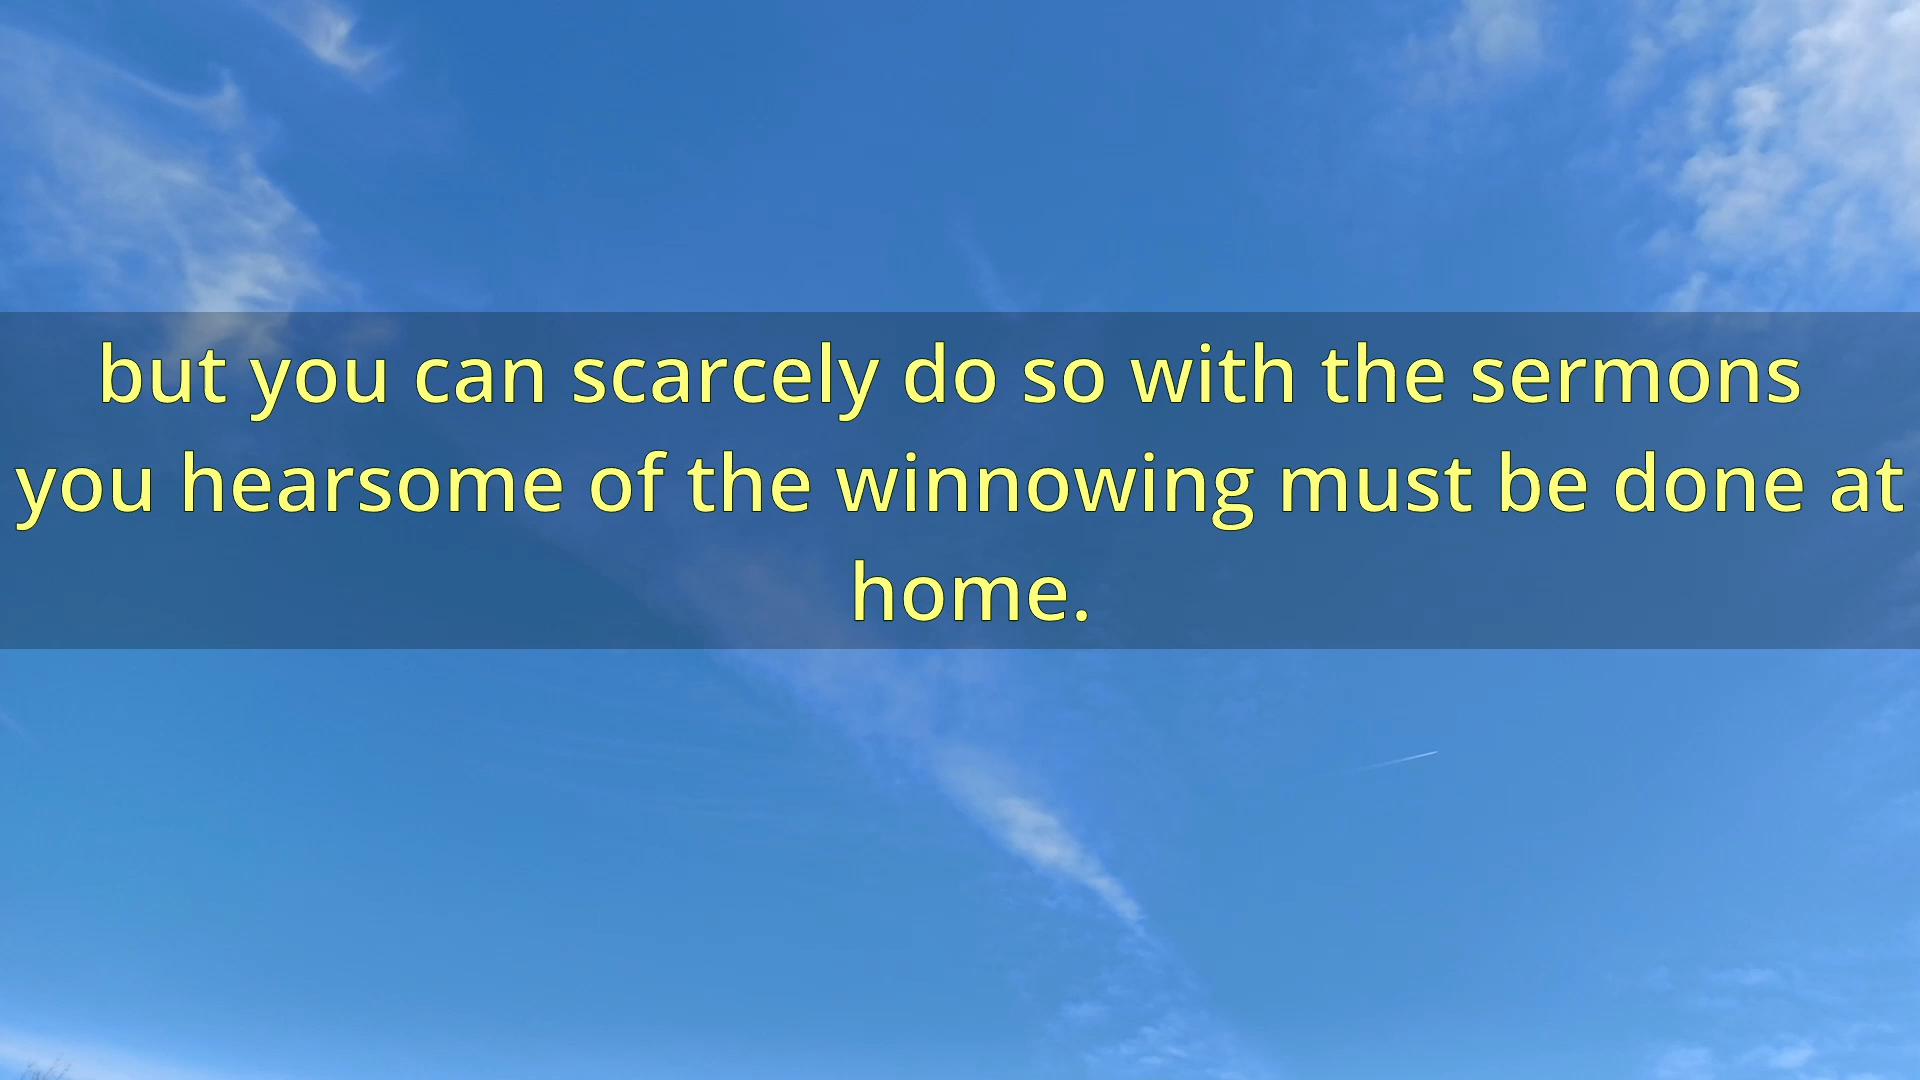 but you can scarcely do so with the sermons
you hearsome of the winnowing must be done at
home.